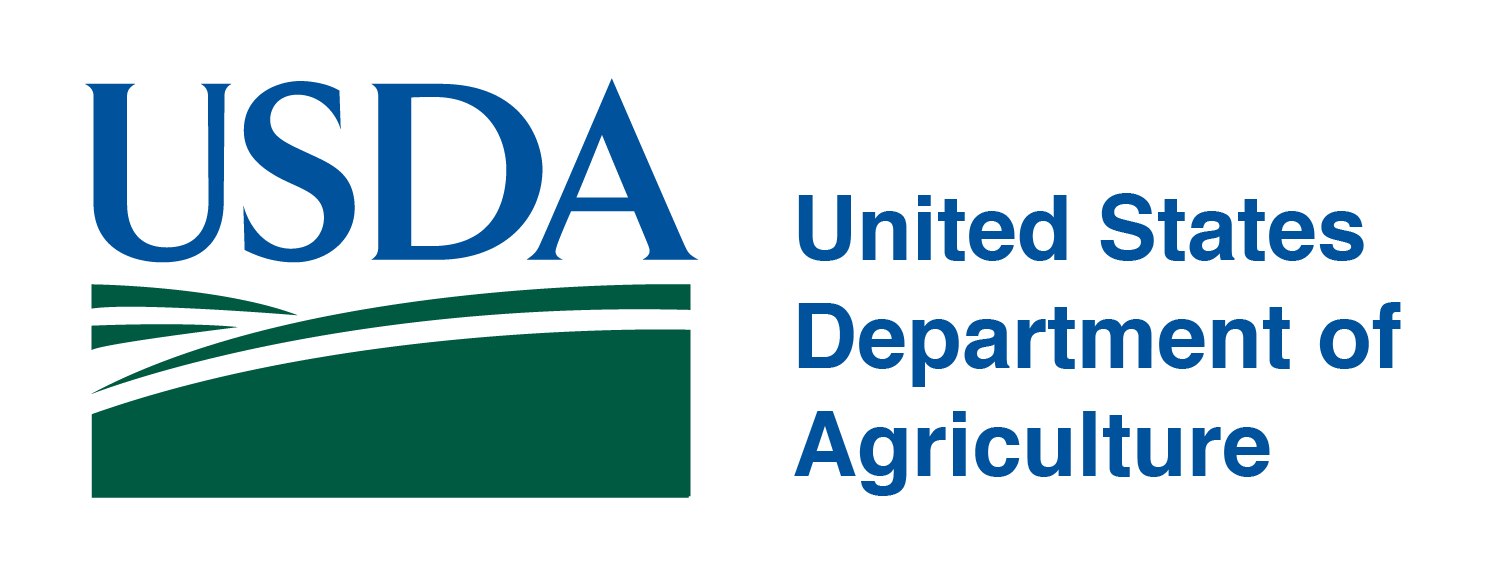 USDA
United States
Department of
Agriculture